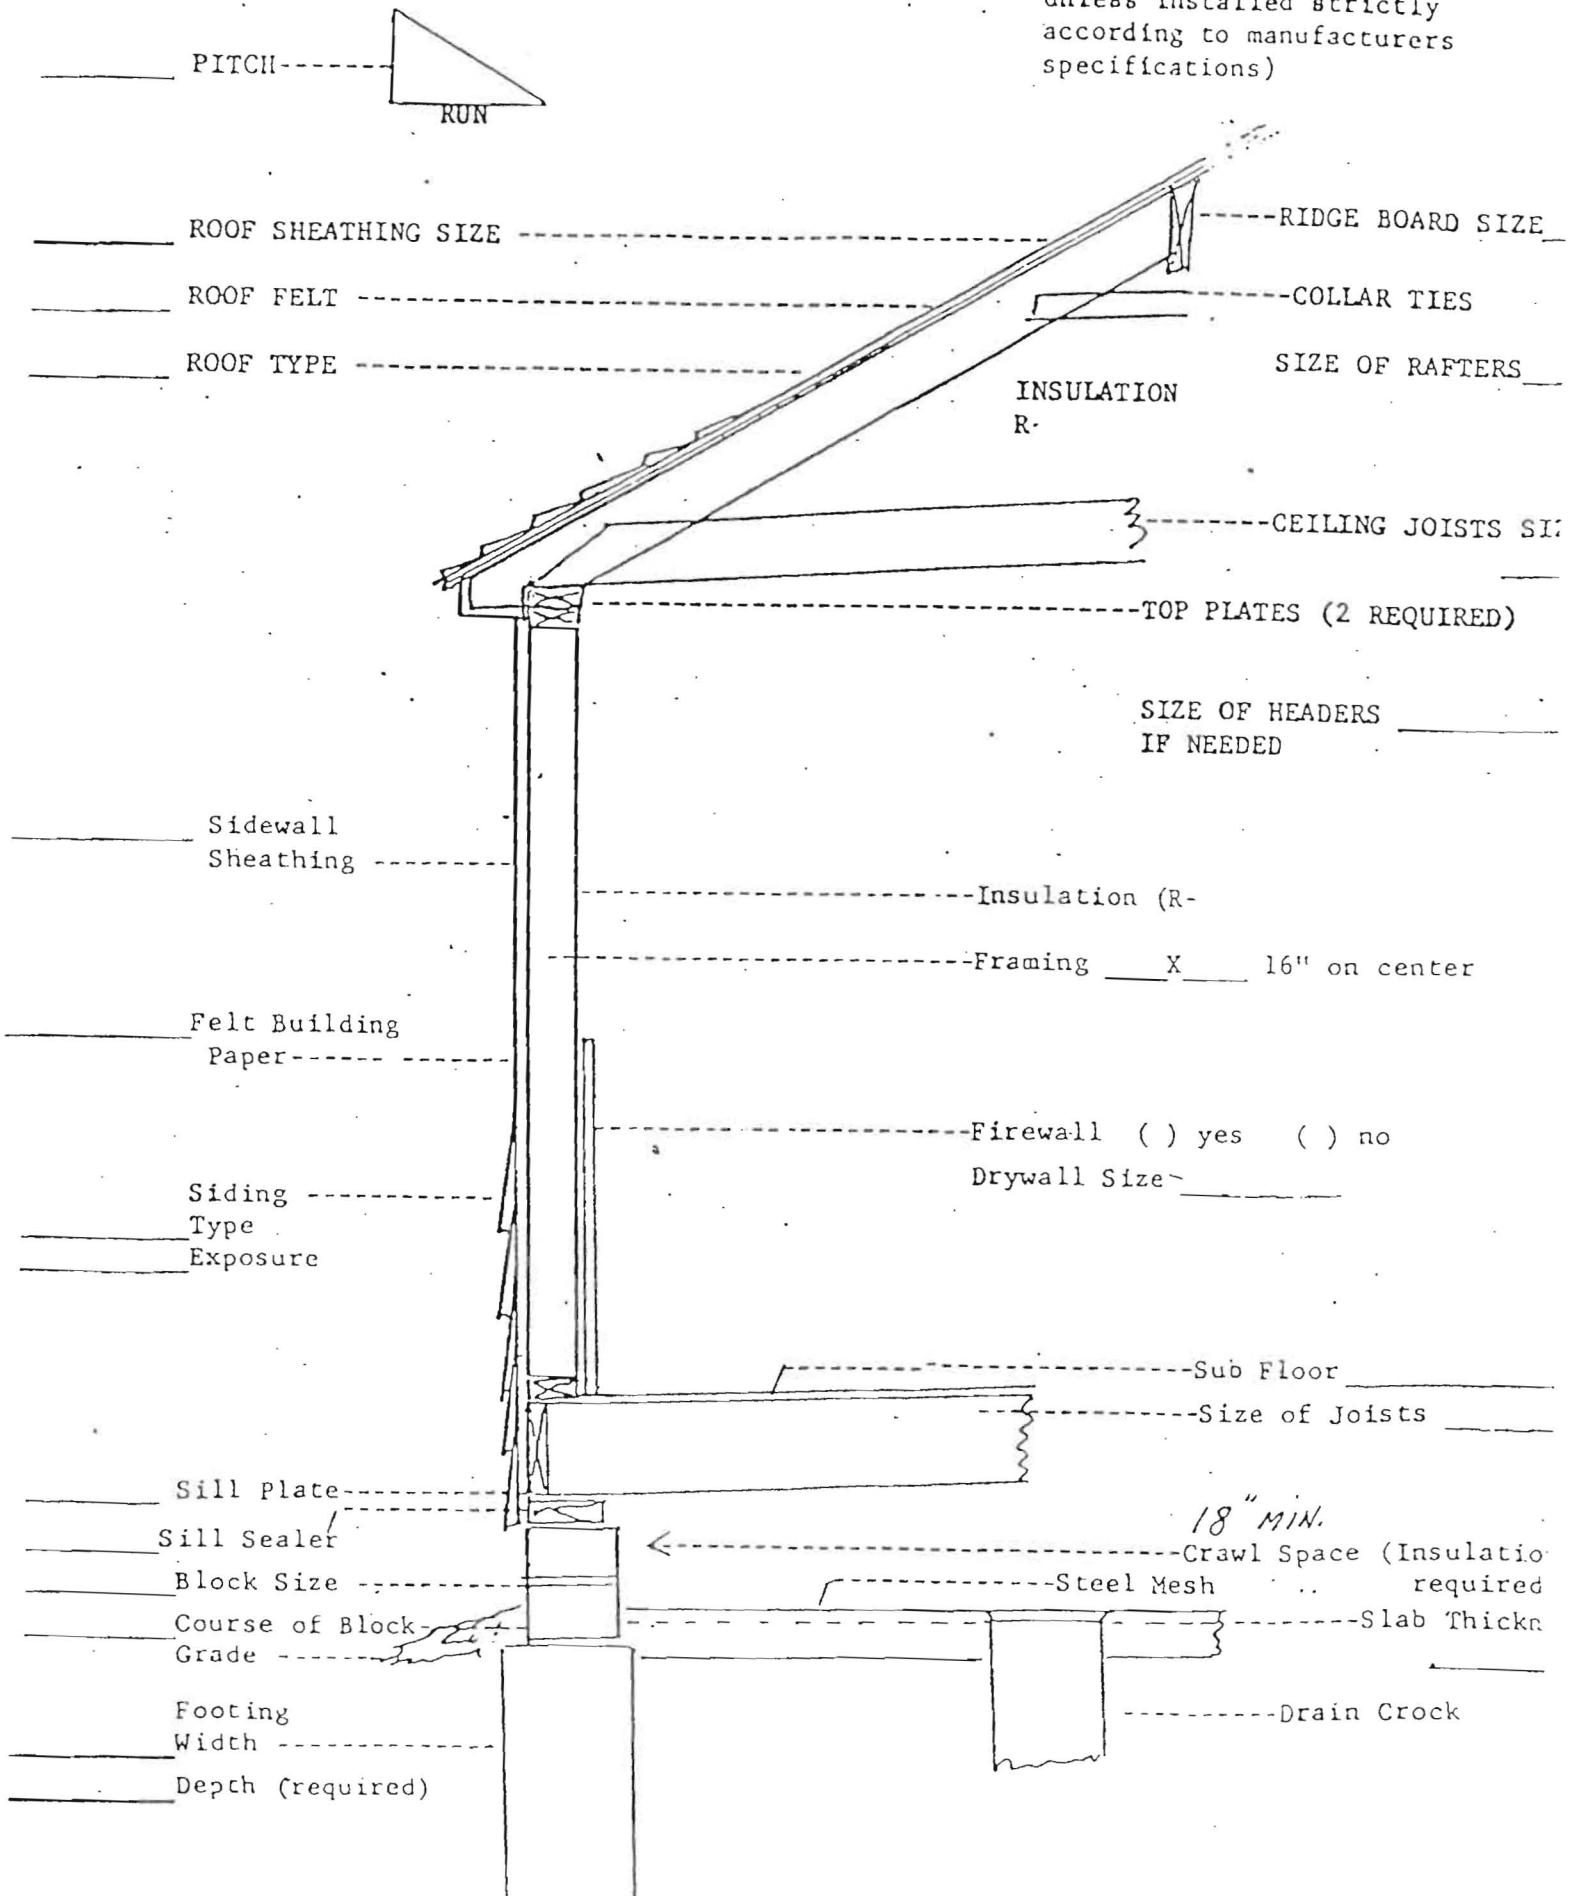 unless installed strictly
according to manufacturers
specifications)
PITCH
RUN
ROOF SHEATHING SIZE
RIDGE BOARD SIZE
ROOF FELT
COLLAR TIES
ROOF TYPE
SIZE OF RAFTERS
INSULATION
R-
CEILING JOISTS
TOP PLATES (2 REQUIRED)
SIZE OF HEADERS
IF NEEDED
Sidewall
Sheathing
Insulation (R-
Framing ___X___ 16" on center
Felt Building
Paper
Firewall ( ) yes ( ) no
Drywall Size
Siding
Type
Exposure
Sub Floor
Size of Joists
Sill Plate
18" MIN.
Sill Sealer
Crawl Space (Insulatio
Block Size
Steel Mesh required
Course of Block
Slab Thickn
Grade
Footing
Width
Drain Crock
Depth (required)